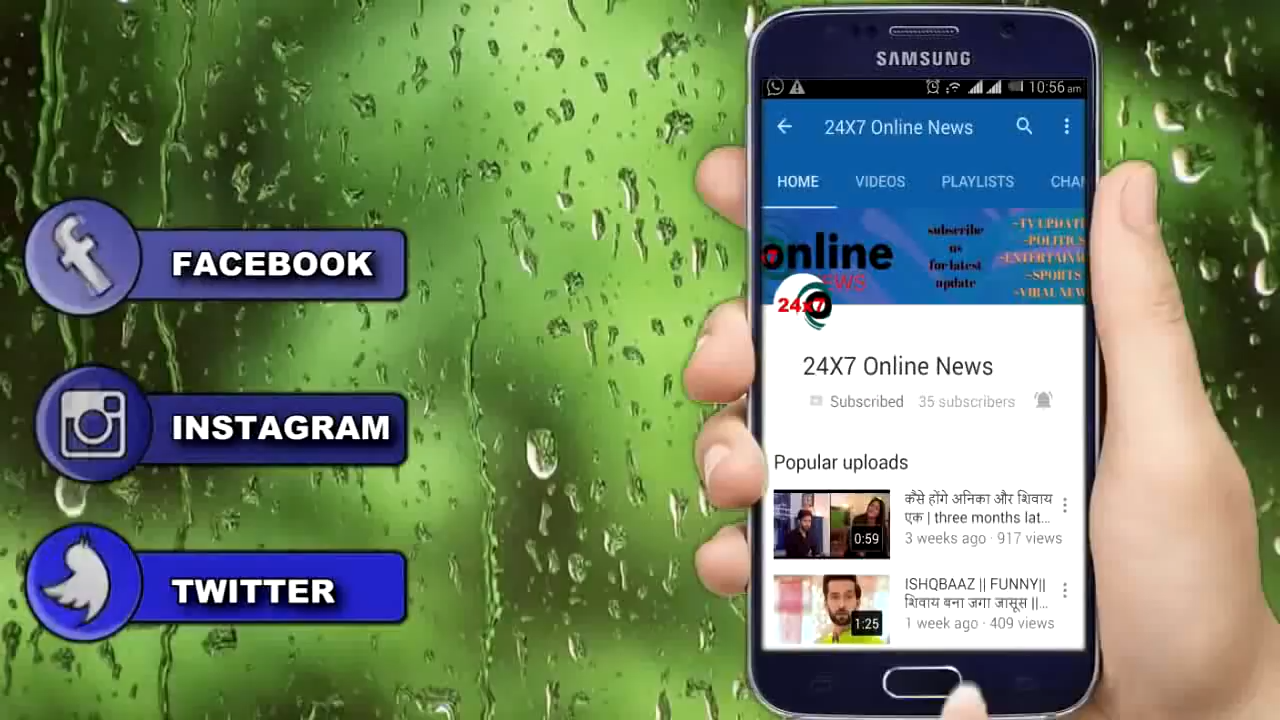 FACEBOOK
INSTAGRAM
TWITTER
SAMSUNG
10:56 am
24X7 Online News
HOME VIDEOS PLAYLISTS CHA
online
NEWS
subscribe
us
for latest
update
~TV UPDATE
~POLITICS
~ENTERTAINM
~SPORTS
~VIRAL NEW
24x7
24X7 Online News
Subscribed 35 subscribers
Popular uploads
0:59
कैसे होंगे अनिका और शिवाय
एक | three months lat...
3 weeks ago · 917 views
1:25
ISHQBAAZ || FUNNY||
शिवाय बना जगा जासूस ||...
1 week ago · 409 views